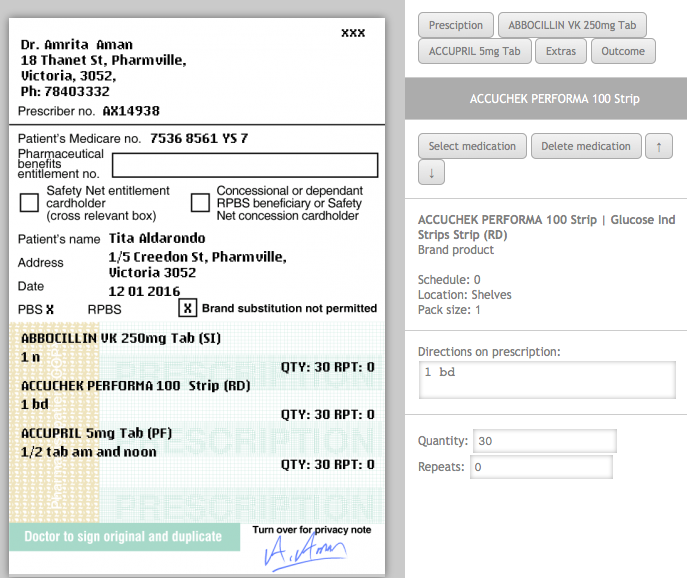 xxx
Dr. Amrita Aman
18 Thanet St, Pharmville,
Victoria, 3052,
Ph: 78403332
Prescriber no. AX14938
Patient's Medicare no. 7536 8561 YS 7
Pharmaceutical
benefits
entitlement no.
Safety Net entitlement
cardholder
(cross relevant box)
Concessional or dependant
RPBS beneficiary or Safety
Net concession cardholder
Patient's name Tita Aldarondo
Address 1/5 Creedon St, Pharmville,
Victoria 3052
Date 12 01 2016
PBS X RPBS X Brand substitution not permitted
ABBOCILLIN VK 250mg Tab (SI)
1 n
QTY: 30 RPT: 0
PRESCRIPTION
ACCUCHEK PERFORMA 100 Strip (RD)
1 bd
QTY: 30 RPT: 0
ACCUPRIL 5mg Tab (PF)
PRESCRIPTION
1/2 tab am and noon
QTY: 30 RPT: 0
PRESCRIPTION
Doctor to sign original and duplicate
Turn over for privacy note
A. Aman
Presciption
ABBOCILLIN VK 250mg Tab
ACCUPRIL 5mg Tab
Extras
Outcome
ACCUCHEK PERFORMA 100 Strip
Select medication
Delete medication
↑
↓
ACCUCHEK PERFORMA 100 Strip | Glucose Ind
Strips Strip (RD)
Brand product
Schedule: 0
Location: Shelves
Pack size: 1
Directions on prescription:
1 bd
Quantity: 30
Repeats: 0